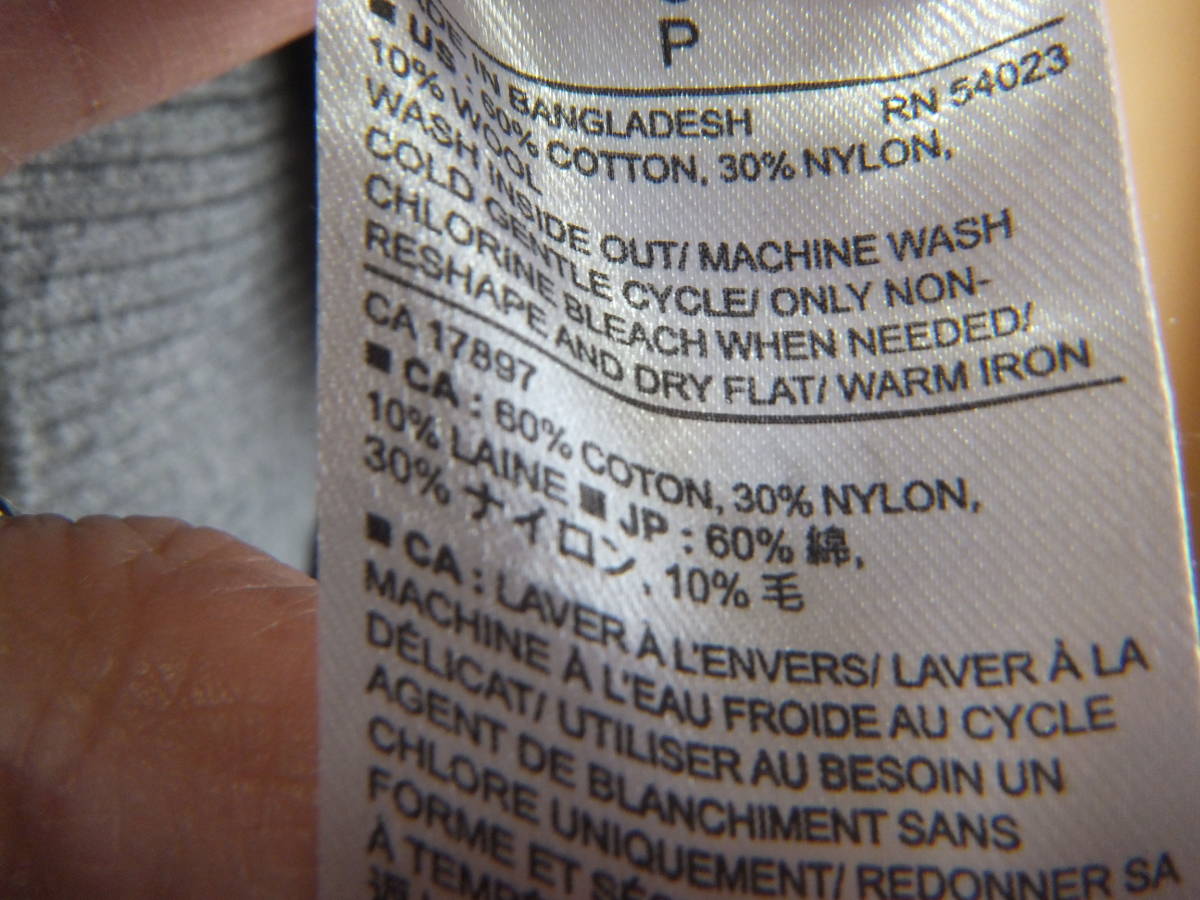 P
MADE IN BANGLADESH RN 54023
■ US : 60% COTTON, 30% NYLON,
10% WOOL
WASH INSIDE OUT/ MACHINE WASH
COLD GENTLE CYCLE/ ONLY NON-
CHLORINE BLEACH WHEN NEEDED/
RESHAPE AND DRY FLAT/ WARM IRON
CA 17897
■ CA : 60% COTON, 30% NYLON,
10% LAINE ■ JP : 60% 綿,
30% ナイロン, 10% 毛
■ CA : LAVER À L'ENVERS/ LAVER À LA
MACHINE À L'EAU FROIDE AU CYCLE
DÉLICAT/ UTILISER AU BESOIN UN
AGENT DE BLANCHIMENT SANS
CHLORE UNIQUEMENT/ REDONNER SA
FORME ET
À